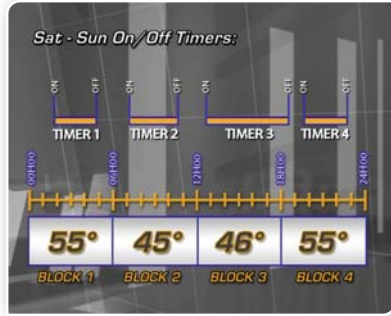 Sat - Sun On/Off Timers:
ON OFF ON OFF ON OFF ON OFF
TIMER 1 TIMER 2 TIMER 3 TIMER 4
00H00 06H00 12H00 18H00 24H00
55° 45° 46° 55°
BLOCK 1 BLOCK 2 BLOCK 3 BLOCK 4